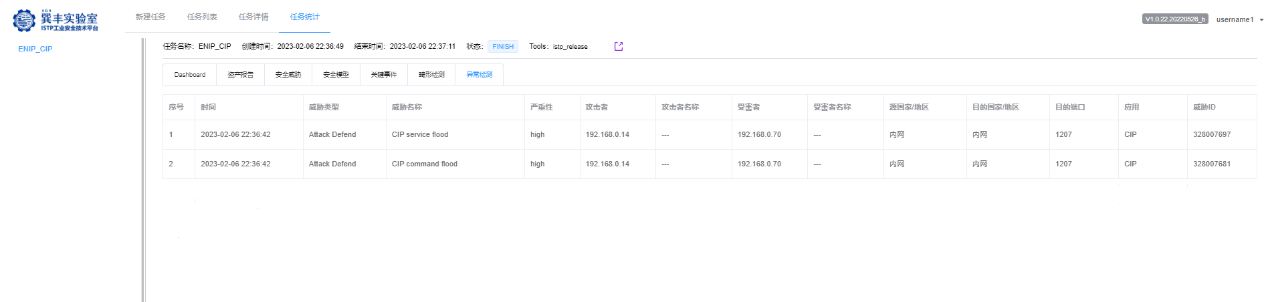 巽丰实验室
ISTP工业安全技术平台
新建任务 任务列表 任务详情 任务统计
V1.0.22.20220826_b username1
ENIP_CIP
任务名称: ENIP_CIP 创建时间: 2023-02-06 22:36:49 结束时间: 2023-02-06 22:37:11 状态: FINISH Tools: istp_release
Dashboard 资产报告 安全威胁 安全模型 关键事件 畸形检测 异常检测
序号 时间 威胁类型 威胁名称 严重性 攻击者 攻击者名称 受害者 受害者名称 源国家/地区 目的国家/地区 目的端口 应用 威胁ID
1 2023-02-06 22:36:42 Attack Defend CIP service flood high 192.168.0.14 --- 192.168.0.70 --- 内网 内网 1207 CIP 328007697
2 2023-02-06 22:36:42 Attack Defend CIP command flood high 192.168.0.14 --- 192.168.0.70 --- 内网 内网 1207 CIP 328007681